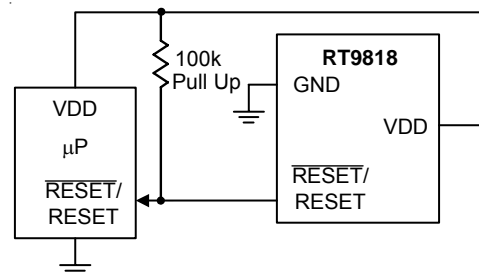 100k
Pull Up
RT9818
GND
VDD
RESET/
RESET
VDD
μP
RESET/
RESET